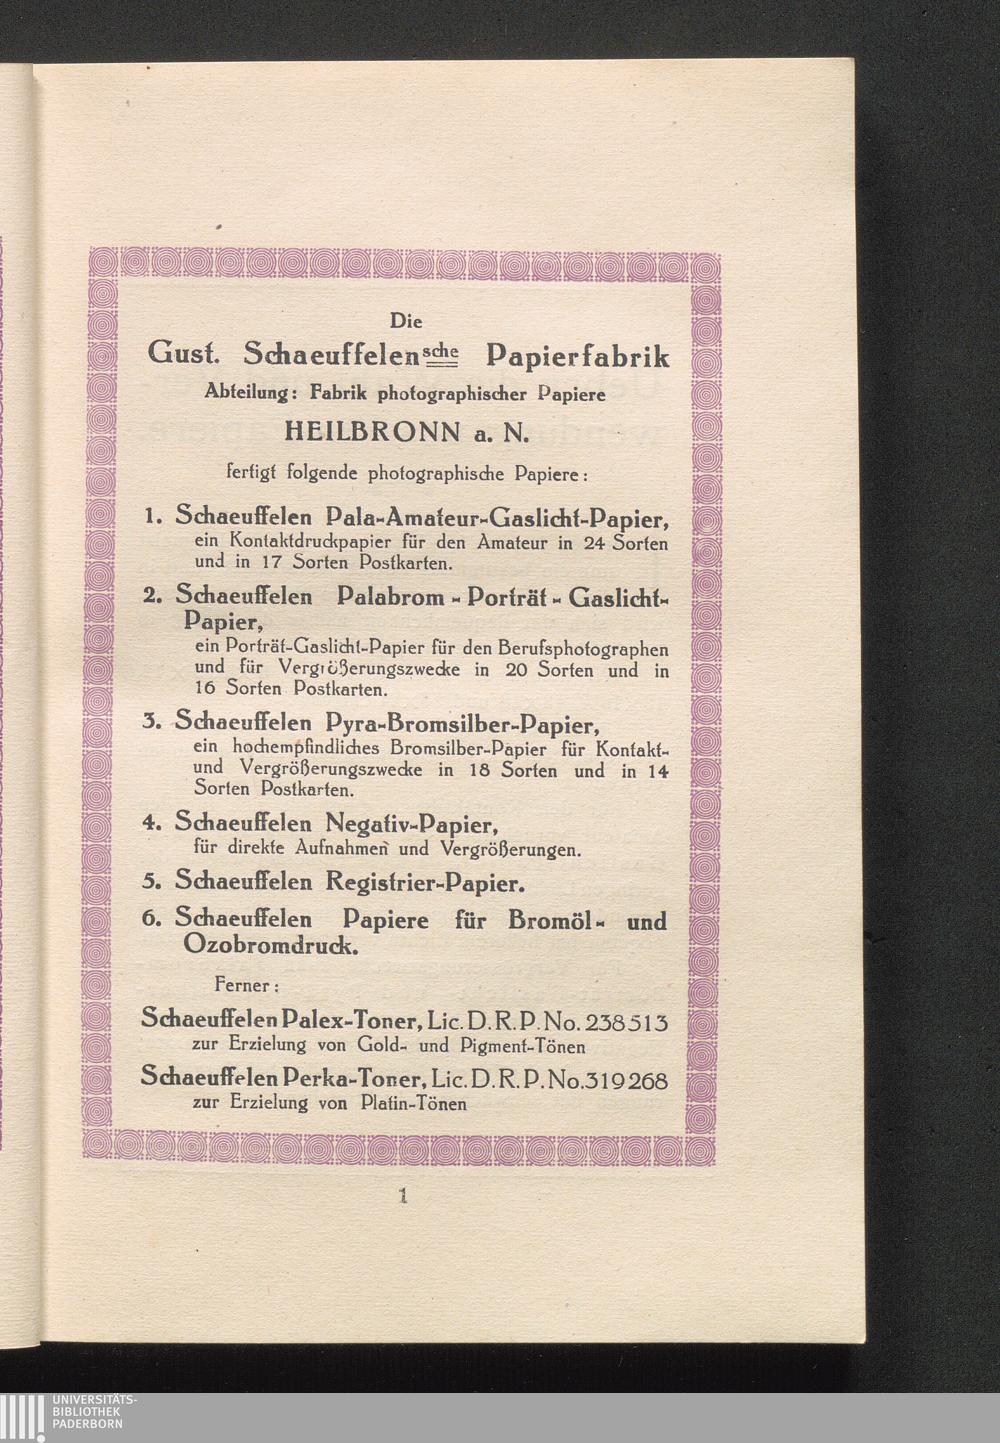 Die
Gust. Schaeuffelensche Papierfabrik
Abteilung: Fabrik photographischer Papiere
HEILBRONN a. N.
fertigt folgende photographische Papiere:
1. Schaeuffelen Pala-Amateur-Gaslicht-Papier,
ein Kontaktdruckpapier für den Amateur in 24 Sorten
und in 17 Sorten Postkarten.
2. Schaeuffelen Palabrom - Porträt - Gaslicht-
Papier,
ein Porträt-Gaslicht-Papier für den Berufsphotographen
und für Vergrößerungszwecke in 20 Sorten und in
16 Sorten Postkarten.
3. Schaeuffelen Pyra-Bromsilber-Papier,
ein hochempfindliches Bromsilber-Papier für Kontakt-
und Vergrößerungszwecke in 18 Sorten und in 14
Sorten Postkarten.
4. Schaeuffelen Negativ-Papier,
für direkte Aufnahmen und Vergrößerungen.
5. Schaeuffelen Registrier-Papier.
6. Schaeuffelen Papiere für Bromöl- und
Ozobromdruck.
Ferner:
Schaeuffelen Palex-Toner, Lic. D. R. P. No. 238513
zur Erzielung von Gold- und Pigment-Tönen
Schaeuffelen Perka-Toner, Lic. D. R. P. No. 319268
zur Erzielung von Platin-Tönen
1
UNIVERSITÄTS-
BIBLIOTHEK
PADERBORN